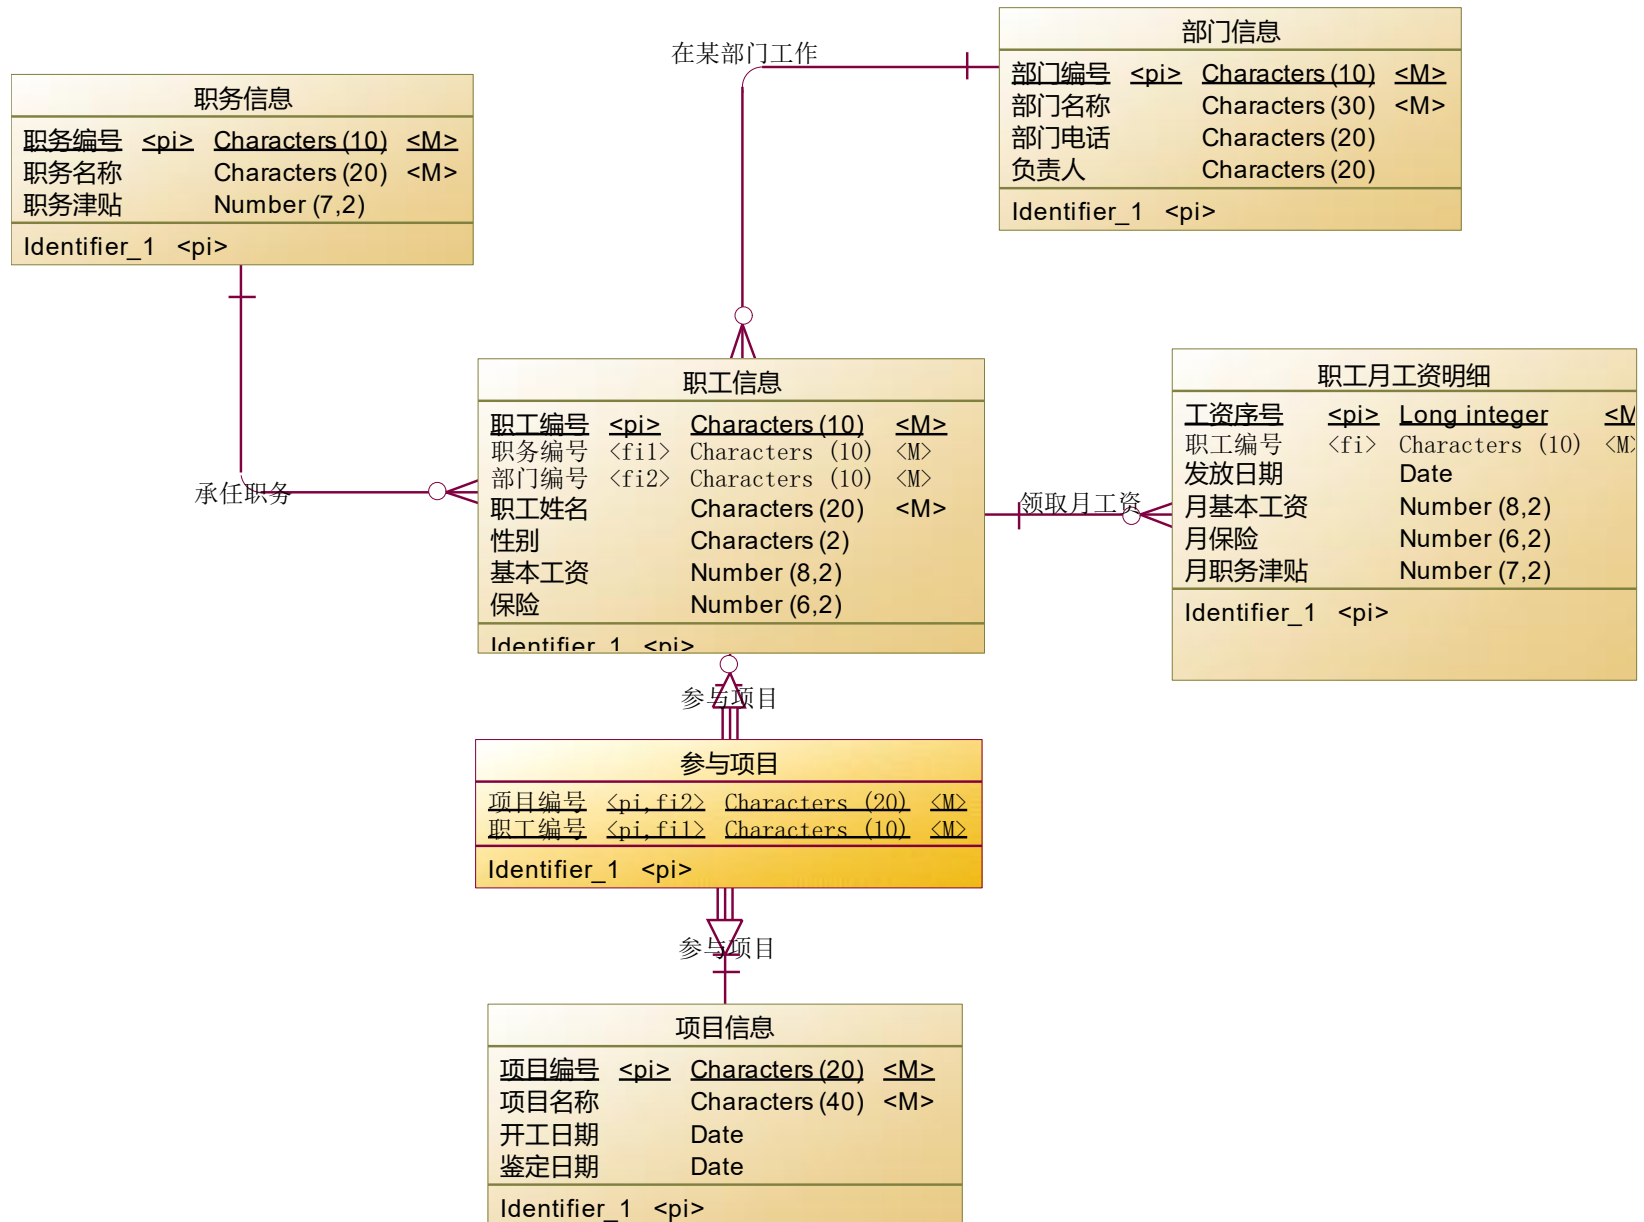 在某部门工作
部门信息
部门编号 <pi> Characters (10) <M>
部门名称 Characters (30) <M>
部门电话 Characters (20)
负责人 Characters (20)
Identifier_1 <pi>
职务信息
职务编号 <pi> Characters (10) <M>
职务名称 Characters (20) <M>
职务津贴 Number (7,2)
Identifier_1 <pi>
承任职务
职工信息
职工编号 <pi> Characters (10) <M>
职务编号 <fi1> Characters (10) <M>
部门编号 <fi2> Characters (10) <M>
职工姓名 Characters (20) <M>
性别 Characters (2)
基本工资 Number (8,2)
保险 Number (6,2)
Identifier_1 <pi>
领取月工资
职工月工资明细
工资序号 <pi> Long integer <M
职工编号 <fi> Characters (10) <M>
发放日期 Date
月基本工资 Number (8,2)
月保险 Number (6,2)
月职务津贴 Number (7,2)
Identifier_1 <pi>
参与项目
参与项目
项目编号 <pi,fi2> Characters (20) <M>
职工编号 <pi,fi1> Characters (10) <M>
Identifier_1 <pi>
参与项目
项目信息
项目编号 <pi> Characters (20) <M>
项目名称 Characters (40) <M>
开工日期 Date
鉴定日期 Date
Identifier_1 <pi>